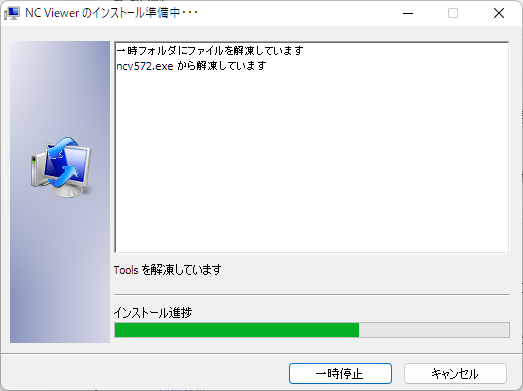 NC Viewer のインストール準備中・・・
一時フォルダにファイルを解凍しています
ncv572.exe から解凍しています
Tools を解凍しています
インストール進捗
一時停止
キャンセル